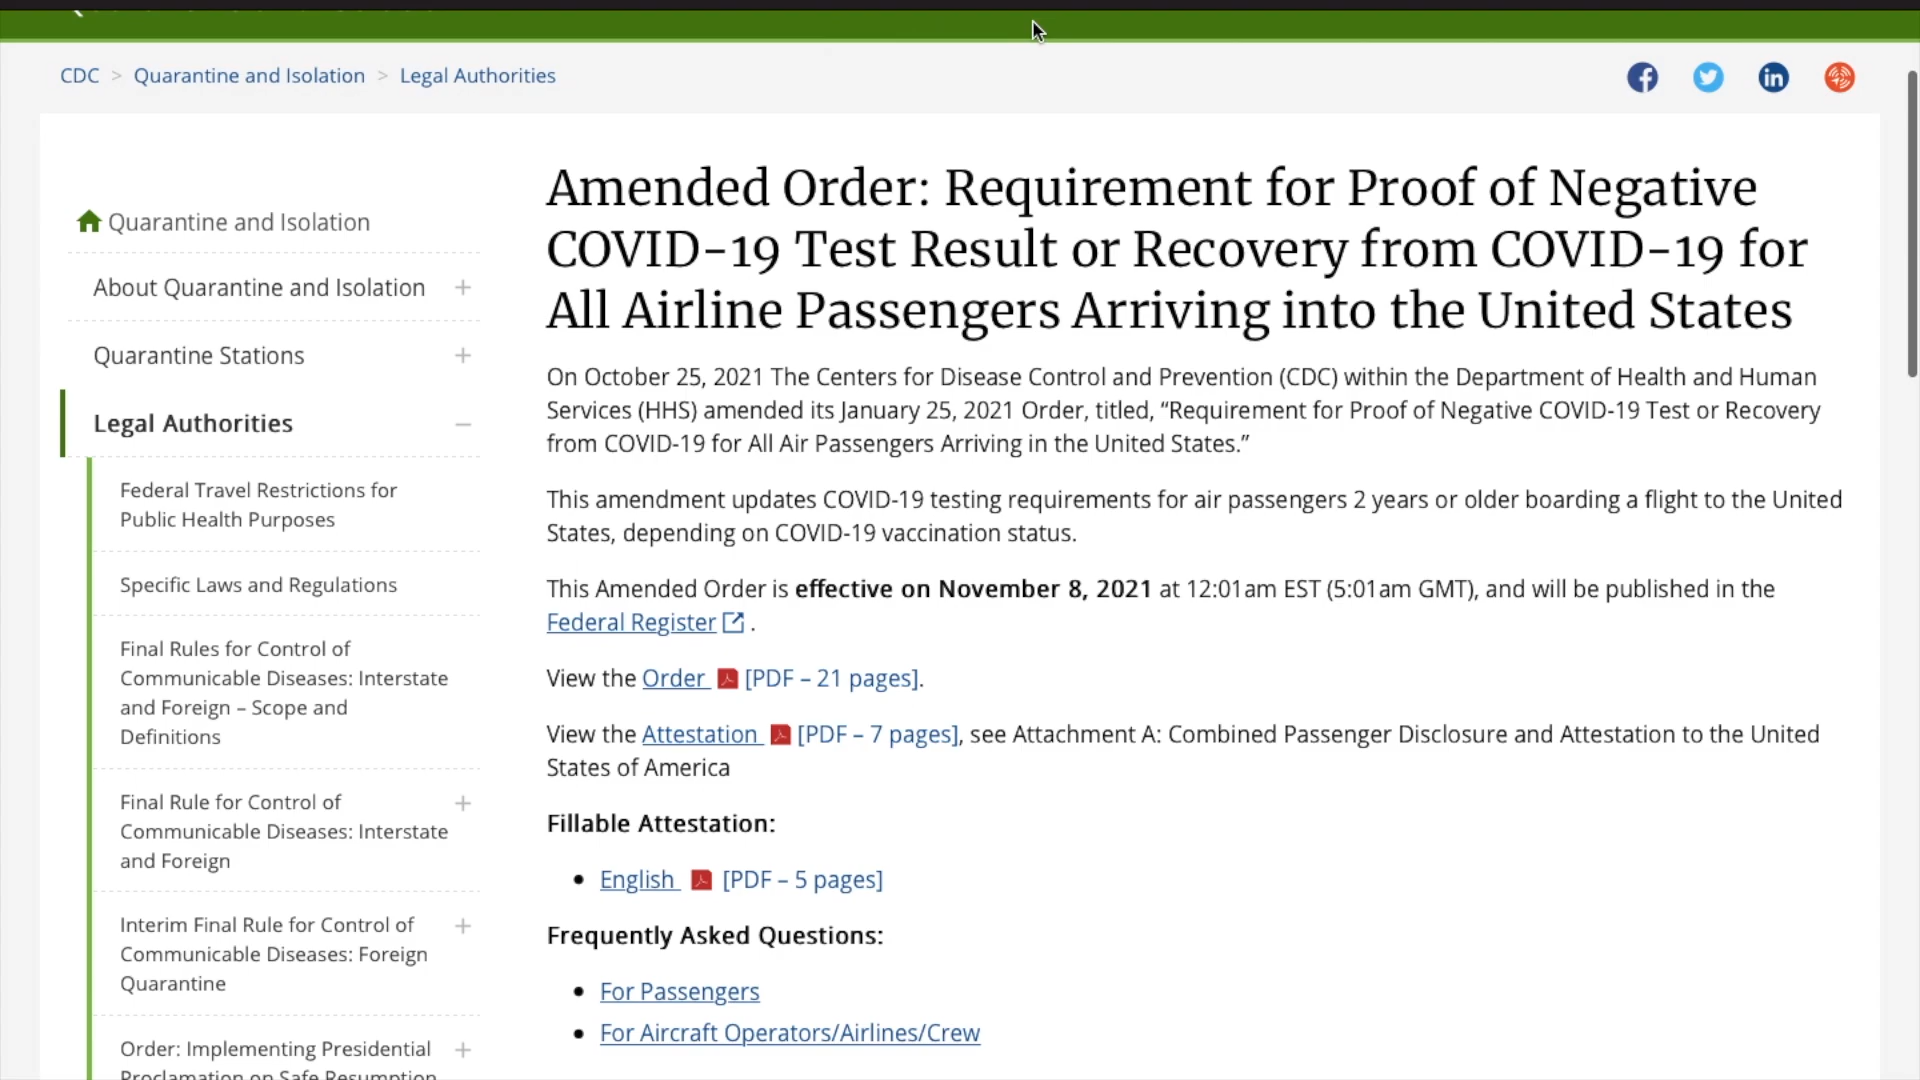 CDC > Quarantine and Isolation > Legal Authorities
Quarantine and Isolation
About Quarantine and Isolation +
Quarantine Stations +
Legal Authorities –
Federal Travel Restrictions for
Public Health Purposes
Specific Laws and Regulations
Final Rules for Control of
Communicable Diseases: Interstate
and Foreign – Scope and
Definitions
Final Rule for Control of +
Communicable Diseases: Interstate
and Foreign
Interim Final Rule for Control of +
Communicable Diseases: Foreign
Quarantine
Order: Implementing Presidential +
Proclamation on Safe Resumption
Amended Order: Requirement for Proof of Negative
COVID-19 Test Result or Recovery from COVID-19 for
All Airline Passengers Arriving into the United States
On October 25, 2021 The Centers for Disease Control and Prevention (CDC) within the Department of Health and Human
Services (HHS) amended its January 25, 2021 Order, titled, “Requirement for Proof of Negative COVID-19 Test or Recovery
from COVID-19 for All Air Passengers Arriving in the United States.”
This amendment updates COVID-19 testing requirements for air passengers 2 years or older boarding a flight to the United
States, depending on COVID-19 vaccination status.
This Amended Order is effective on November 8, 2021 at 12:01am EST (5:01am GMT), and will be published in the
Federal Register .
View the Order [PDF – 21 pages].
View the Attestation [PDF – 7 pages], see Attachment A: Combined Passenger Disclosure and Attestation to the United
States of America
Fillable Attestation:
• English [PDF – 5 pages]
Frequently Asked Questions:
• For Passengers
• For Aircraft Operators/Airlines/Crew